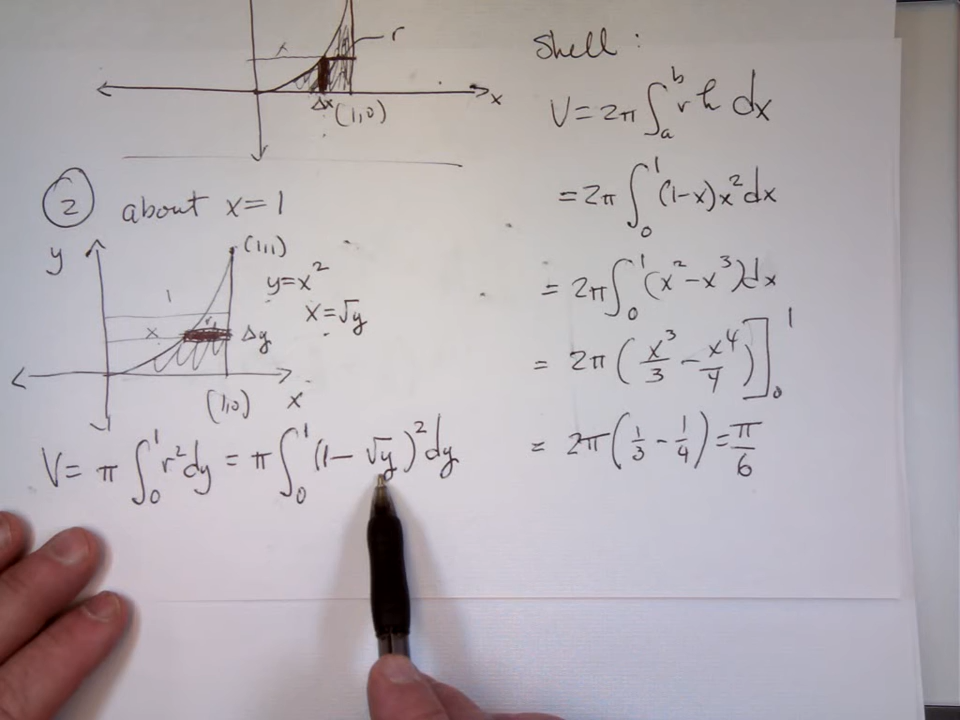 x
r
Δx (1,0)
x
② about x=1
y
(1,1)
y=x²
x=√y
1
x
r
Δy
(1,0)
x
V= π ∫₀¹ r² dy = π ∫₀¹ (1-√y)² dy
Shell:
V=2π ∫ₐᵇ r h dx
=2π ∫₀¹ (1-x)x² dx
= 2π ∫₀¹ (x²-x³)dx
= 2π (x³/3 - x⁴/4)]₀¹
= 2π(1/3 - 1/4) = π/6